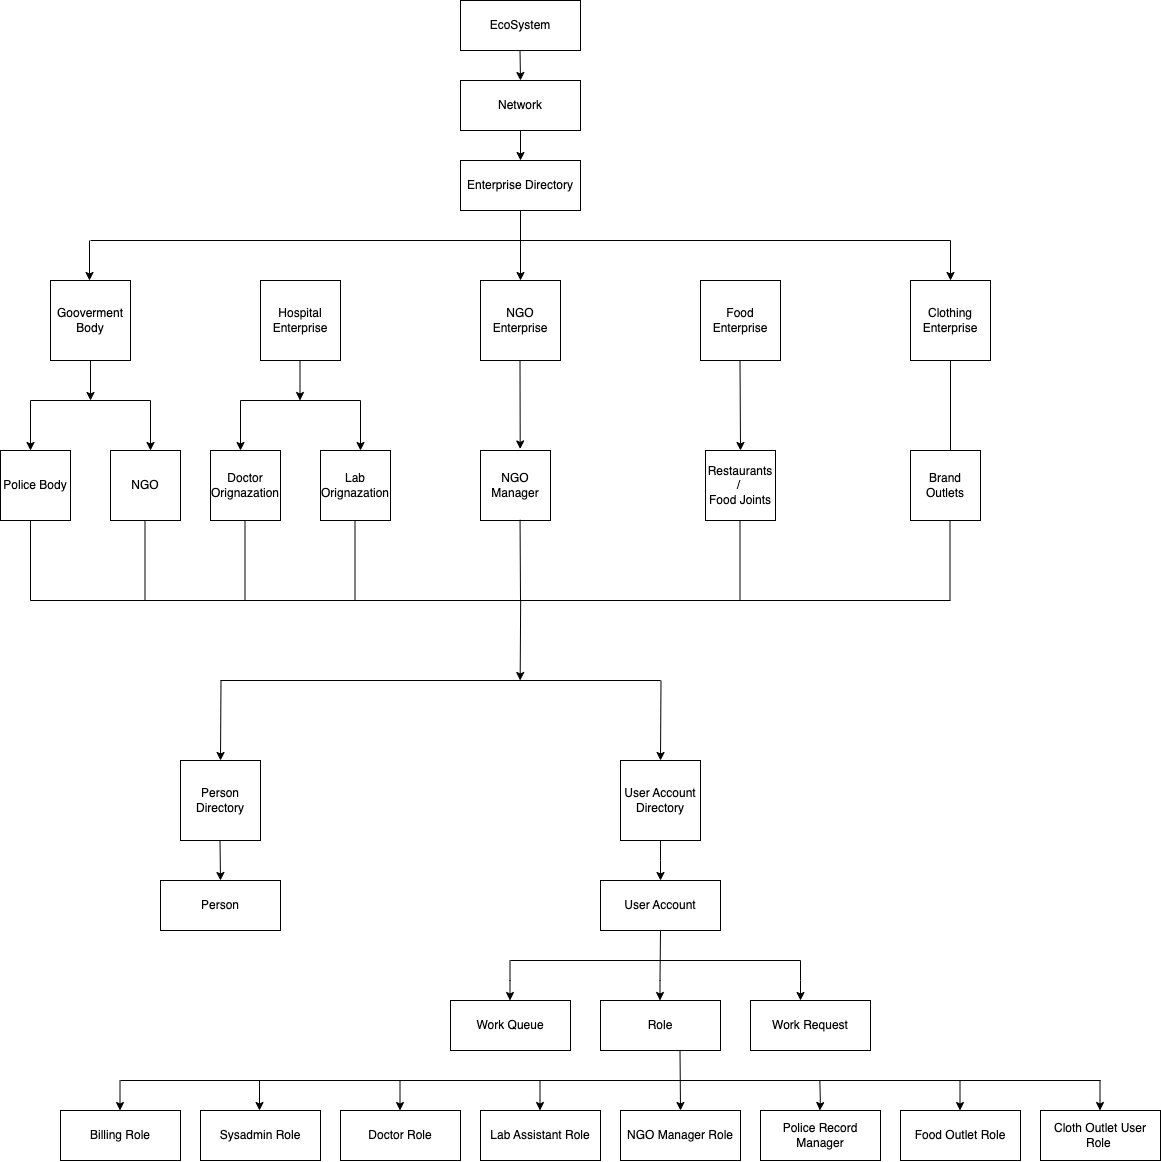 EcoSystem
Network
Enterprise Directory
Gooverment
Body
Hospital
Enterprise
NGO
Enterprise
Food
Enterprise
Clothing
Enterprise
Police Body
NGO
Doctor
Orignazation
Lab
Orignazation
NGO
Manager
Restaurants
/
Food Joints
Brand
Outlets
Person
Directory
User Account
Directory
Person
User Account
Work Queue
Role
Work Request
Billing Role
Sysadmin Role
Doctor Role
Lab Assistant Role
NGO Manager Role
Police Record
Manager
Food Outlet Role
Cloth Outlet User
Role